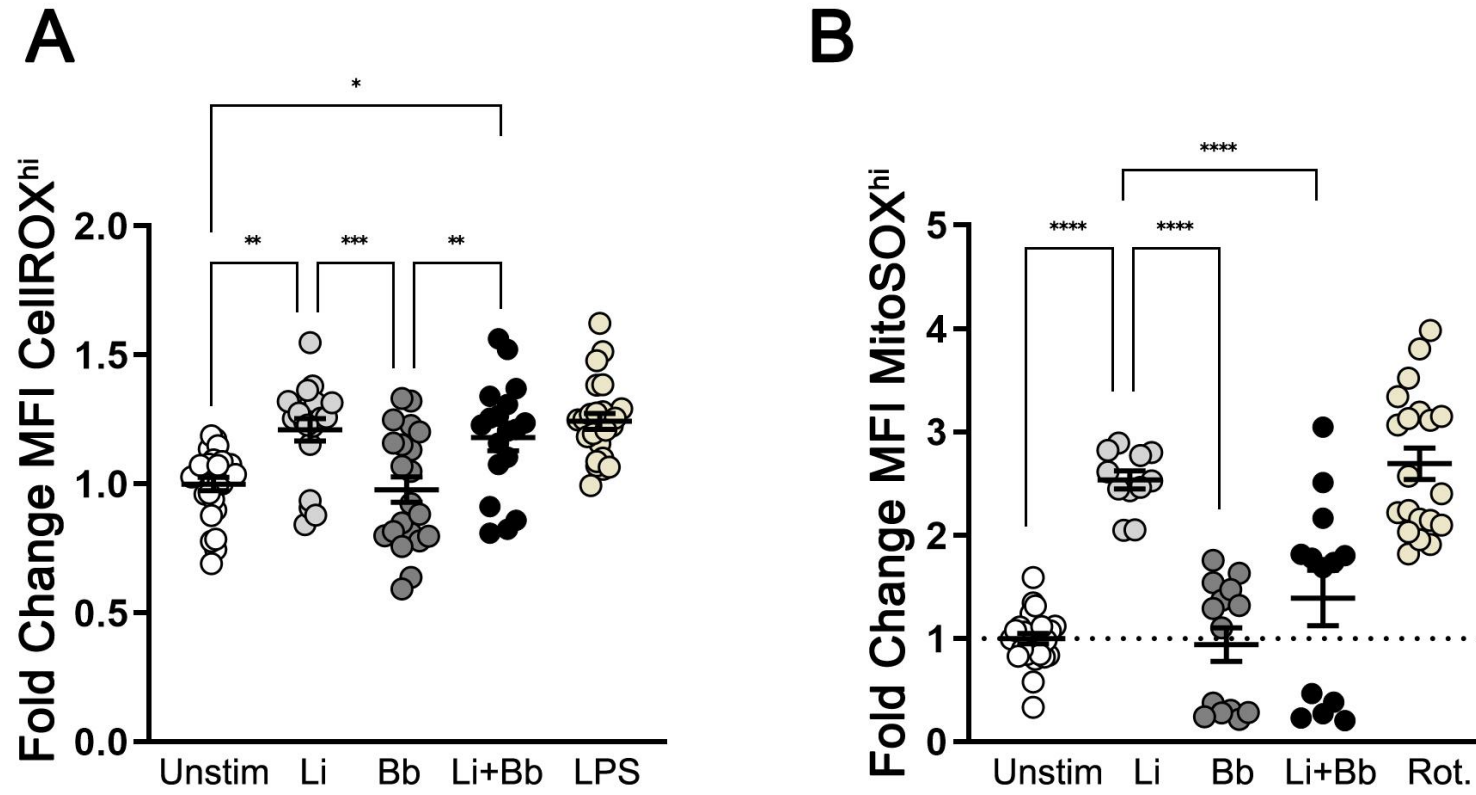 A
*
** *** **
Fold Change MFI CellROXhi
2.0
1.5
1.0
0.5
0.0
Unstim Li Bb Li+Bb LPS
B
****
**** ****
Fold Change MFI MitoSOXhi
5
4
3
2
1
0
Unstim Li Bb Li+Bb Rot.